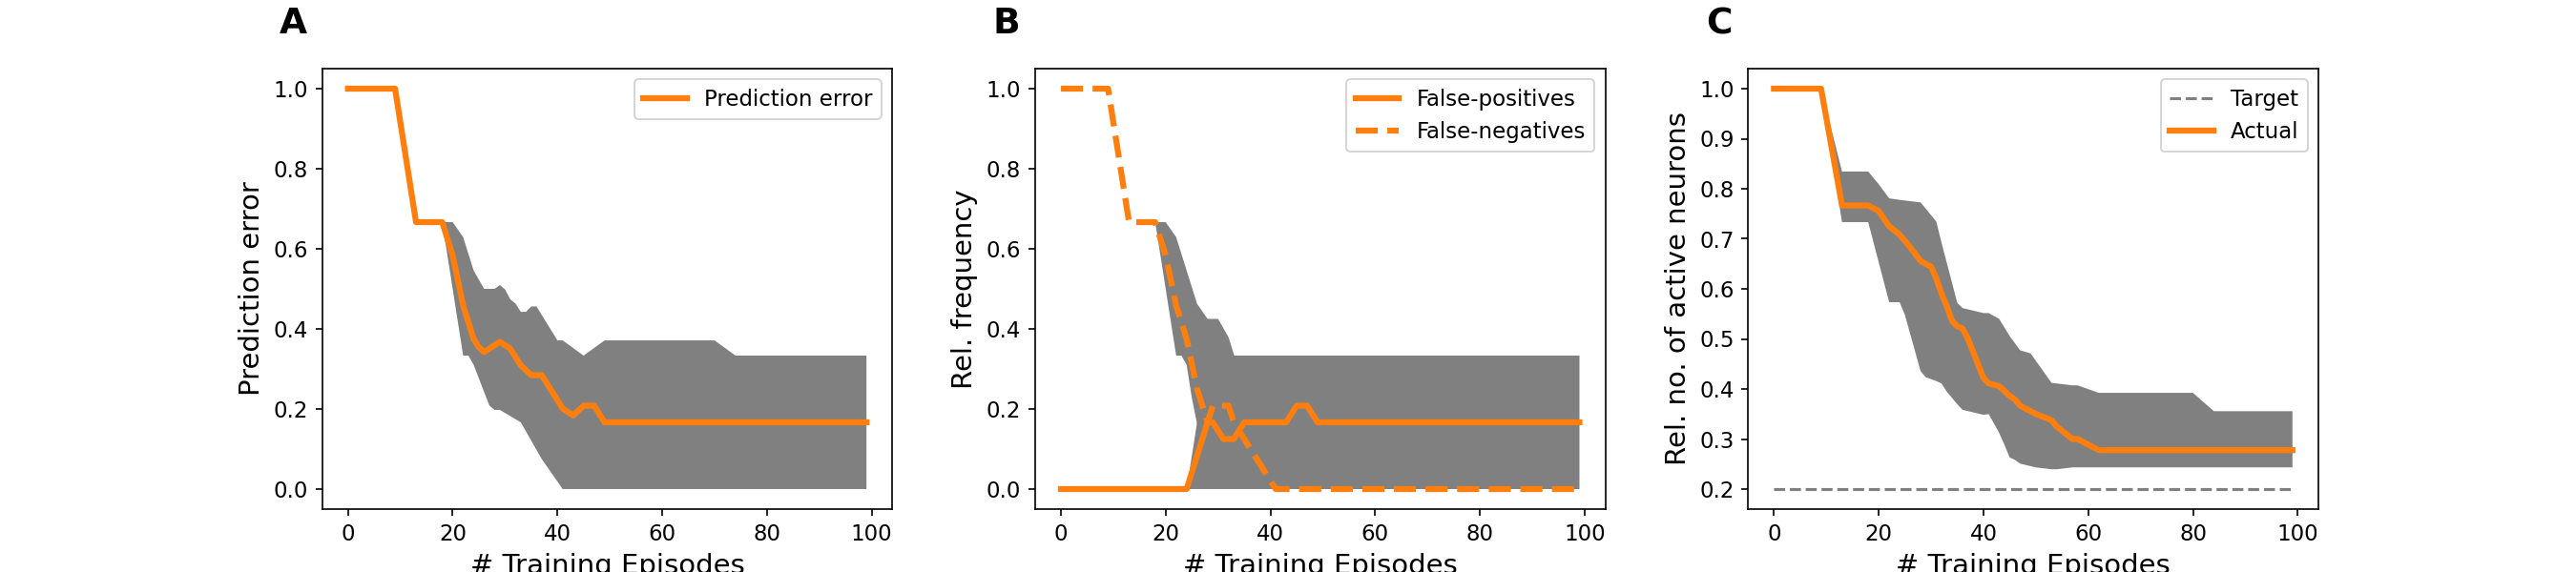 A
B
C
Prediction error
1.0
0.8
0.6
0.4
0.2
0.0
Prediction error
0
20
40
60
80
100
# Training Episodes
False-positives
False-negatives
1.0
0.8
0.6
0.4
0.2
0.0
Rel. frequency
0
20
40
60
80
100
# Training Episodes
Target
Actual
1.0
0.9
0.8
0.7
0.6
0.5
0.4
0.3
0.2
Rel. no. of active neurons
0
20
40
60
80
100
# Training Episodes